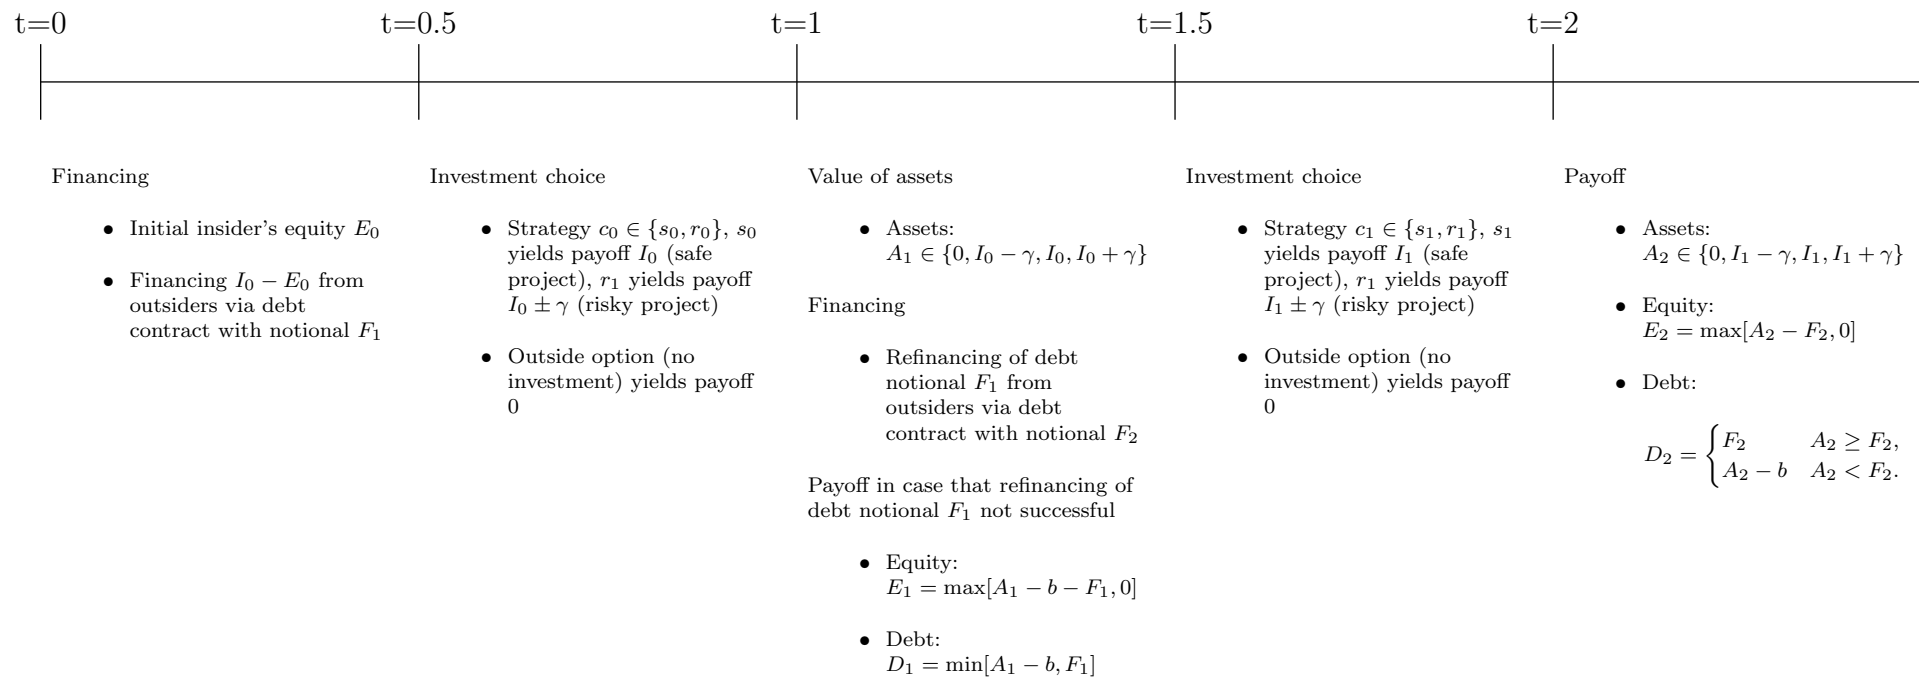 t=0
t=0.5
t=1
t=1.5
t=2
Financing
• Initial insider's equity E₀
• Financing I₀ − E₀ from
outsiders via debt
contract with notional F₁
Investment choice
• Strategy c₀ ∈ {s₀, r₀}, s₀
yields payoff I₀ (safe
project), r₁ yields payoff
I₀ ± γ (risky project)
• Outside option (no
investment) yields payoff
0
Value of assets
• Assets:
A₁ ∈ {0, I₀ − γ, I₀, I₀ + γ}
Financing
• Refinancing of debt
notional F₁ from
outsiders via debt
contract with notional F₂
Payoff in case that refinancing of
debt notional F₁ not successful
• Equity:
E₁ = max[A₁ − b − F₁, 0]
• Debt:
D₁ = min[A₁ − b, F₁]
Investment choice
• Strategy c₁ ∈ {s₁, r₁}, s₁
yields payoff I₁ (safe
project), r₁ yields payoff
I₁ ± γ (risky project)
• Outside option (no
investment) yields payoff
0
Payoff
• Assets:
A₂ ∈ {0, I₁ − γ, I₁, I₁ + γ}
• Equity:
E₂ = max[A₂ − F₂, 0]
• Debt:
D₂ = { F₂ A₂ ≥ F₂,
A₂ − b A₂ < F₂.